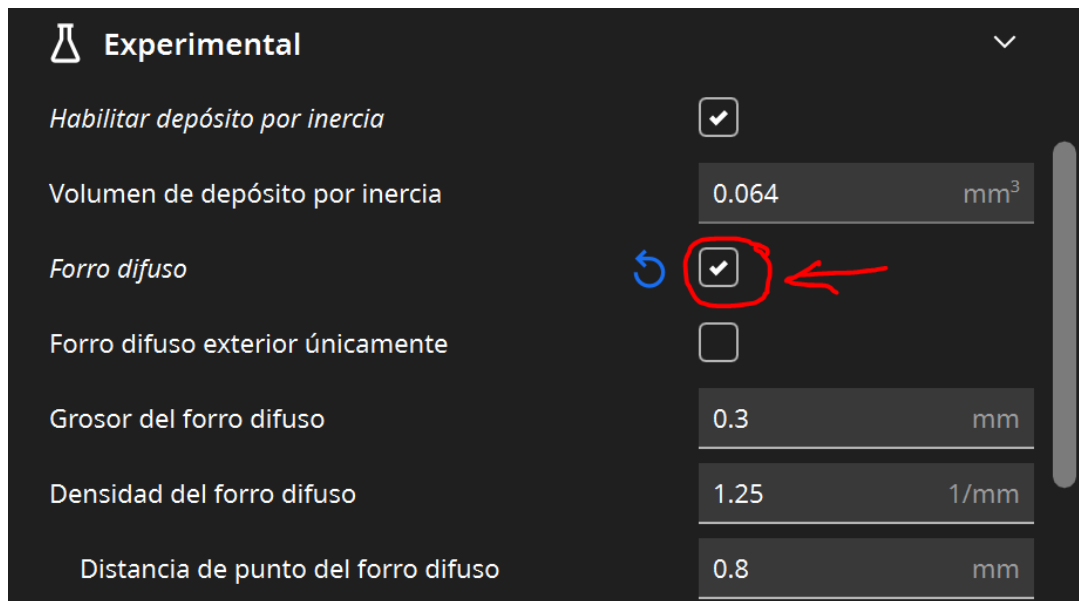 Experimental
Habilitar depósito por inercia
Volumen de depósito por inercia 0.064 mm³
Forro difuso
Forro difuso exterior únicamente
Grosor del forro difuso 0.3 mm
Densidad del forro difuso 1.25 1/mm
Distancia de punto del forro difuso 0.8 mm